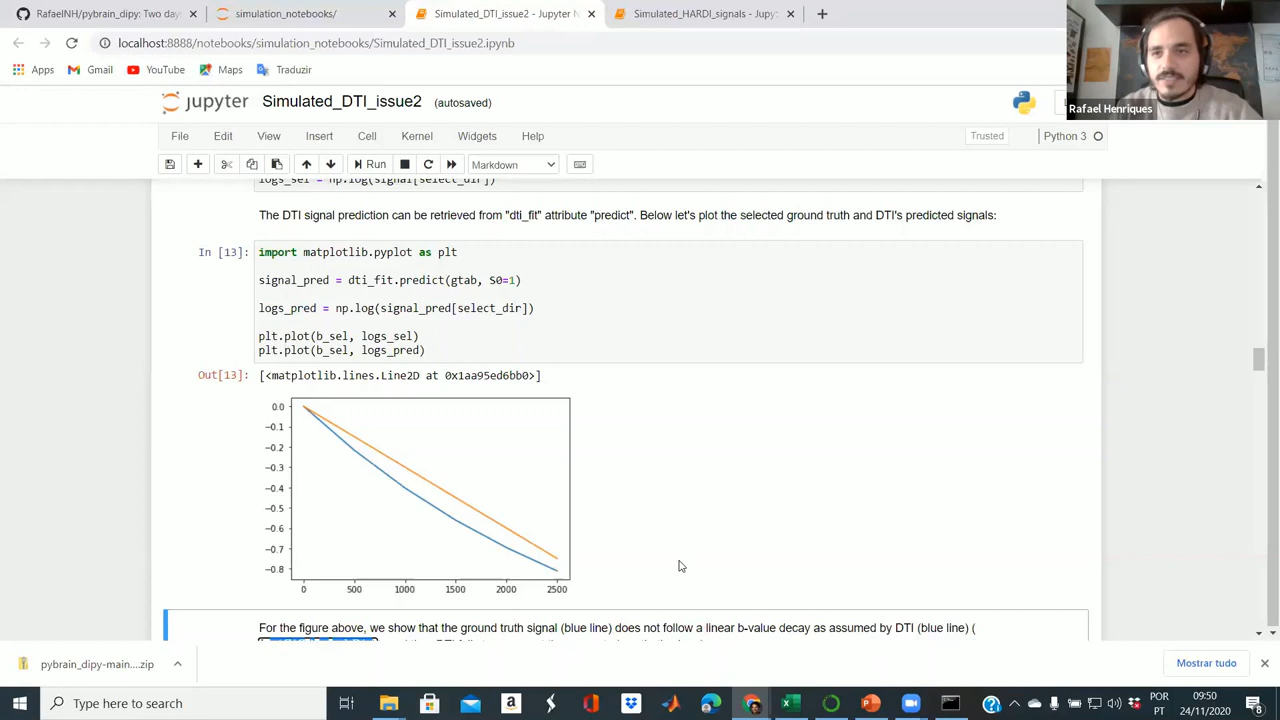 RafaelNH/pybrain_dipy: Two day
simulation_notebooks/
Simulated_DTI_issue2 - Jupyter N
Simulated_HARDI_signals - Jupyt
localhost:8888/notebooks/simulation_notebooks/Simulated_DTI_issue2.ipynb
Apps
Gmail
YouTube
Maps
Traduzir
Rafael Henriques
jupyter
Simulated_DTI_issue2
(autosaved)
File
Edit
View
Insert
Cell
Kernel
Widgets
Help
Trusted
Python 3
Run
Markdown
logs_sel = np.log(signal[select_dir])
The DTI signal prediction can be retrieved from "dti_fit" attribute "predict". Below let's plot the selected ground truth and DTI's predicted signals:
In [13]:
import matplotlib.pyplot as plt
signal_pred = dti_fit.predict(gtab, S0=1)
logs_pred = np.log(signal_pred[select_dir])
plt.plot(b_sel, logs_sel)
plt.plot(b_sel, logs_pred)
Out[13]:
[<matplotlib.lines.Line2D at 0x1aa95ed6bb0>]
0.0
−0.1
−0.2
−0.3
−0.4
−0.5
−0.6
−0.7
−0.8
0 500 1000 1500 2000 2500
For the figure above, we show that the ground truth signal (blue line) does not follow a linear b-value decay as assumed by DTI (blue line) (
pybrain_dipy-main....zip
Mostrar tudo
Type here to search
POR
PT
09:50
24/11/2020
8